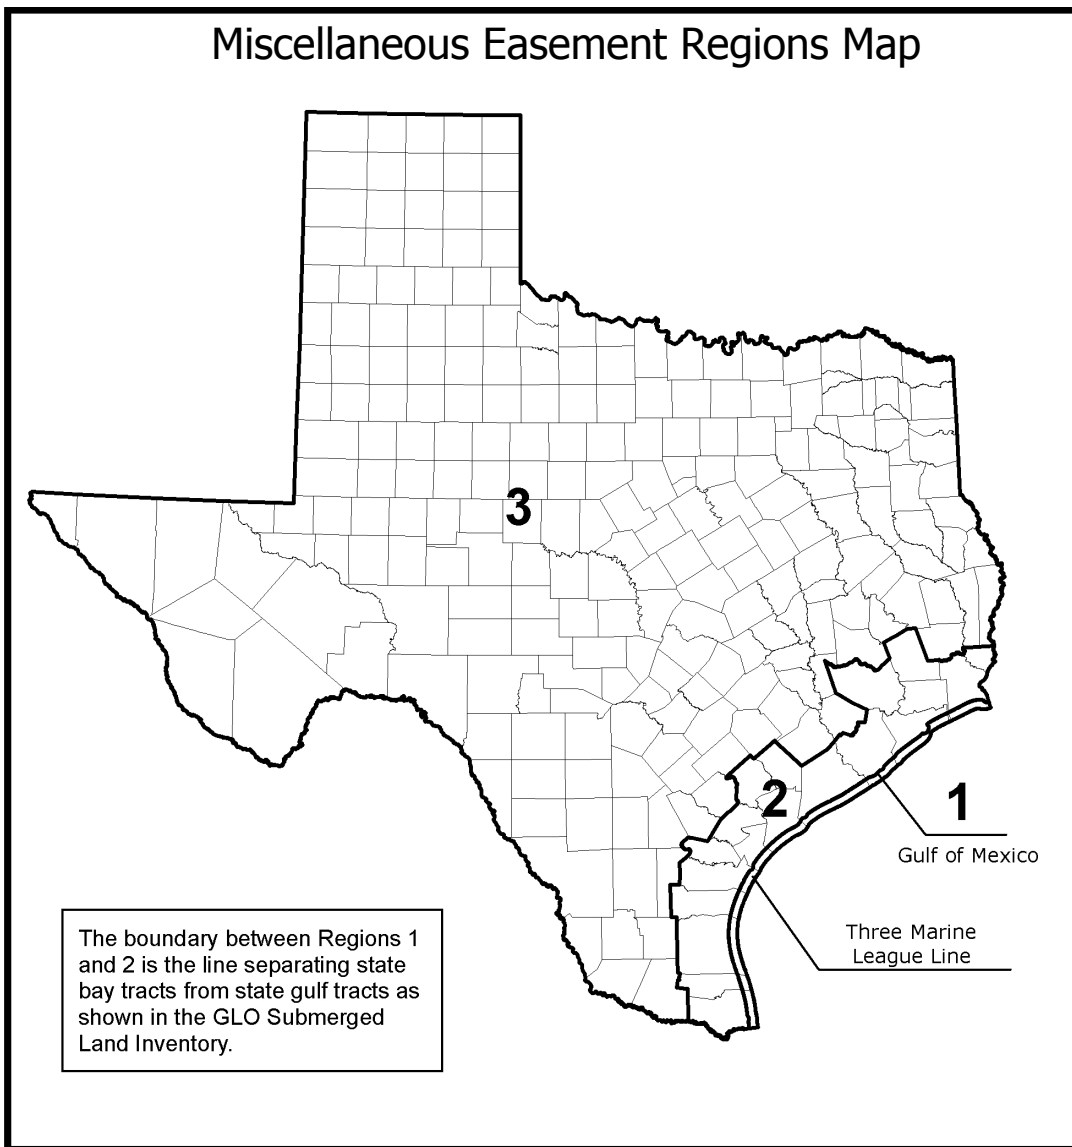 Miscellaneous Easement Regions Map
3
2
1
Gulf of Mexico
Three Marine
League Line
The boundary between Regions 1
and 2 is the line separating state
bay tracts from state gulf tracts as
shown in the GLO Submerged
Land Inventory.